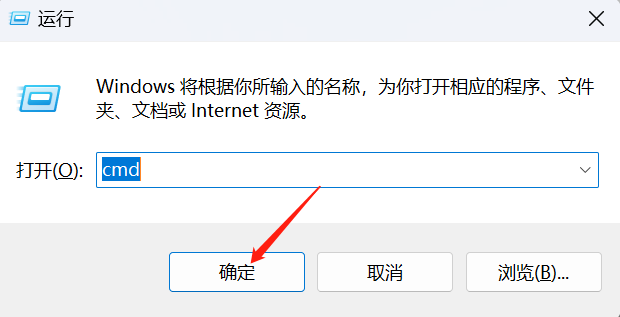 运行
Windows 将根据你所输入的名称，为你打开相应的程序、文件
夹、文档或 Internet 资源。
打开(O): cmd
确定 取消 浏览(B)...